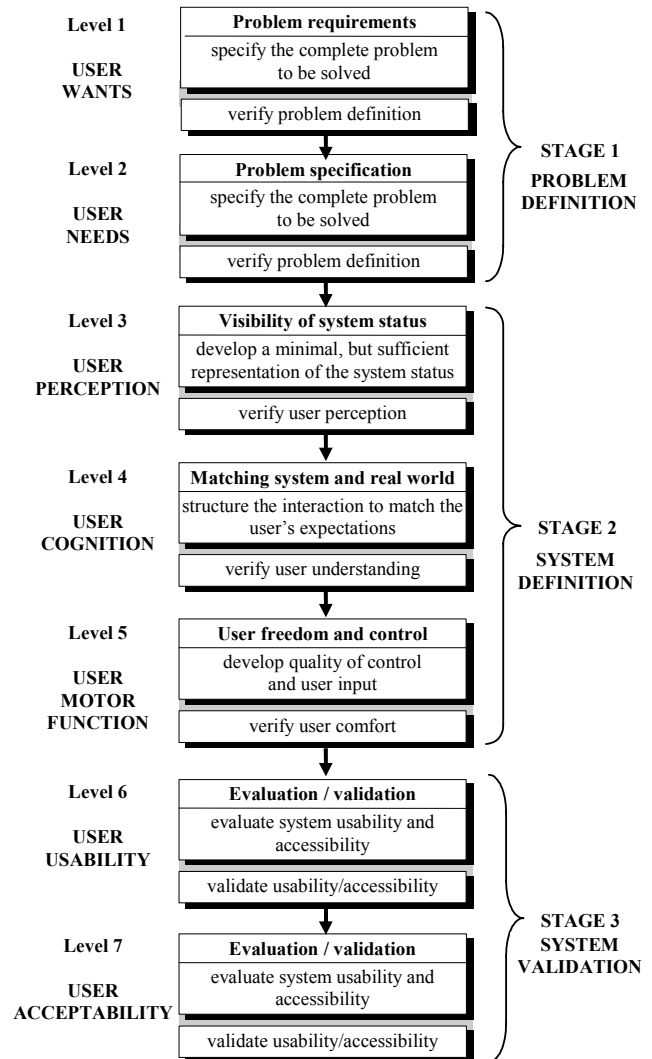 Level 1
USER
WANTS
Problem requirements
specify the complete problem
to be solved
verify problem definition
Level 2
USER
NEEDS
Problem specification
specify the complete problem
to be solved
verify problem definition
STAGE 1
PROBLEM
DEFINITION
Level 3
USER
PERCEPTION
Visibility of system status
develop a minimal, but sufficient
representation of the system status
verify user perception
Level 4
USER
COGNITION
Matching system and real world
structure the interaction to match the
user's expectations
verify user understanding
Level 5
USER
MOTOR
FUNCTION
User freedom and control
develop quality of control
and user input
verify user comfort
STAGE 2
SYSTEM
DEFINITION
Level 6
USER
USABILITY
Evaluation / validation
evaluate system usability and
accessibility
validate usability/accessibility
Level 7
USER
ACCEPTABILITY
Evaluation / validation
evaluate system usability and
accessibility
validate usability/accessibility
STAGE 3
SYSTEM
VALIDATION